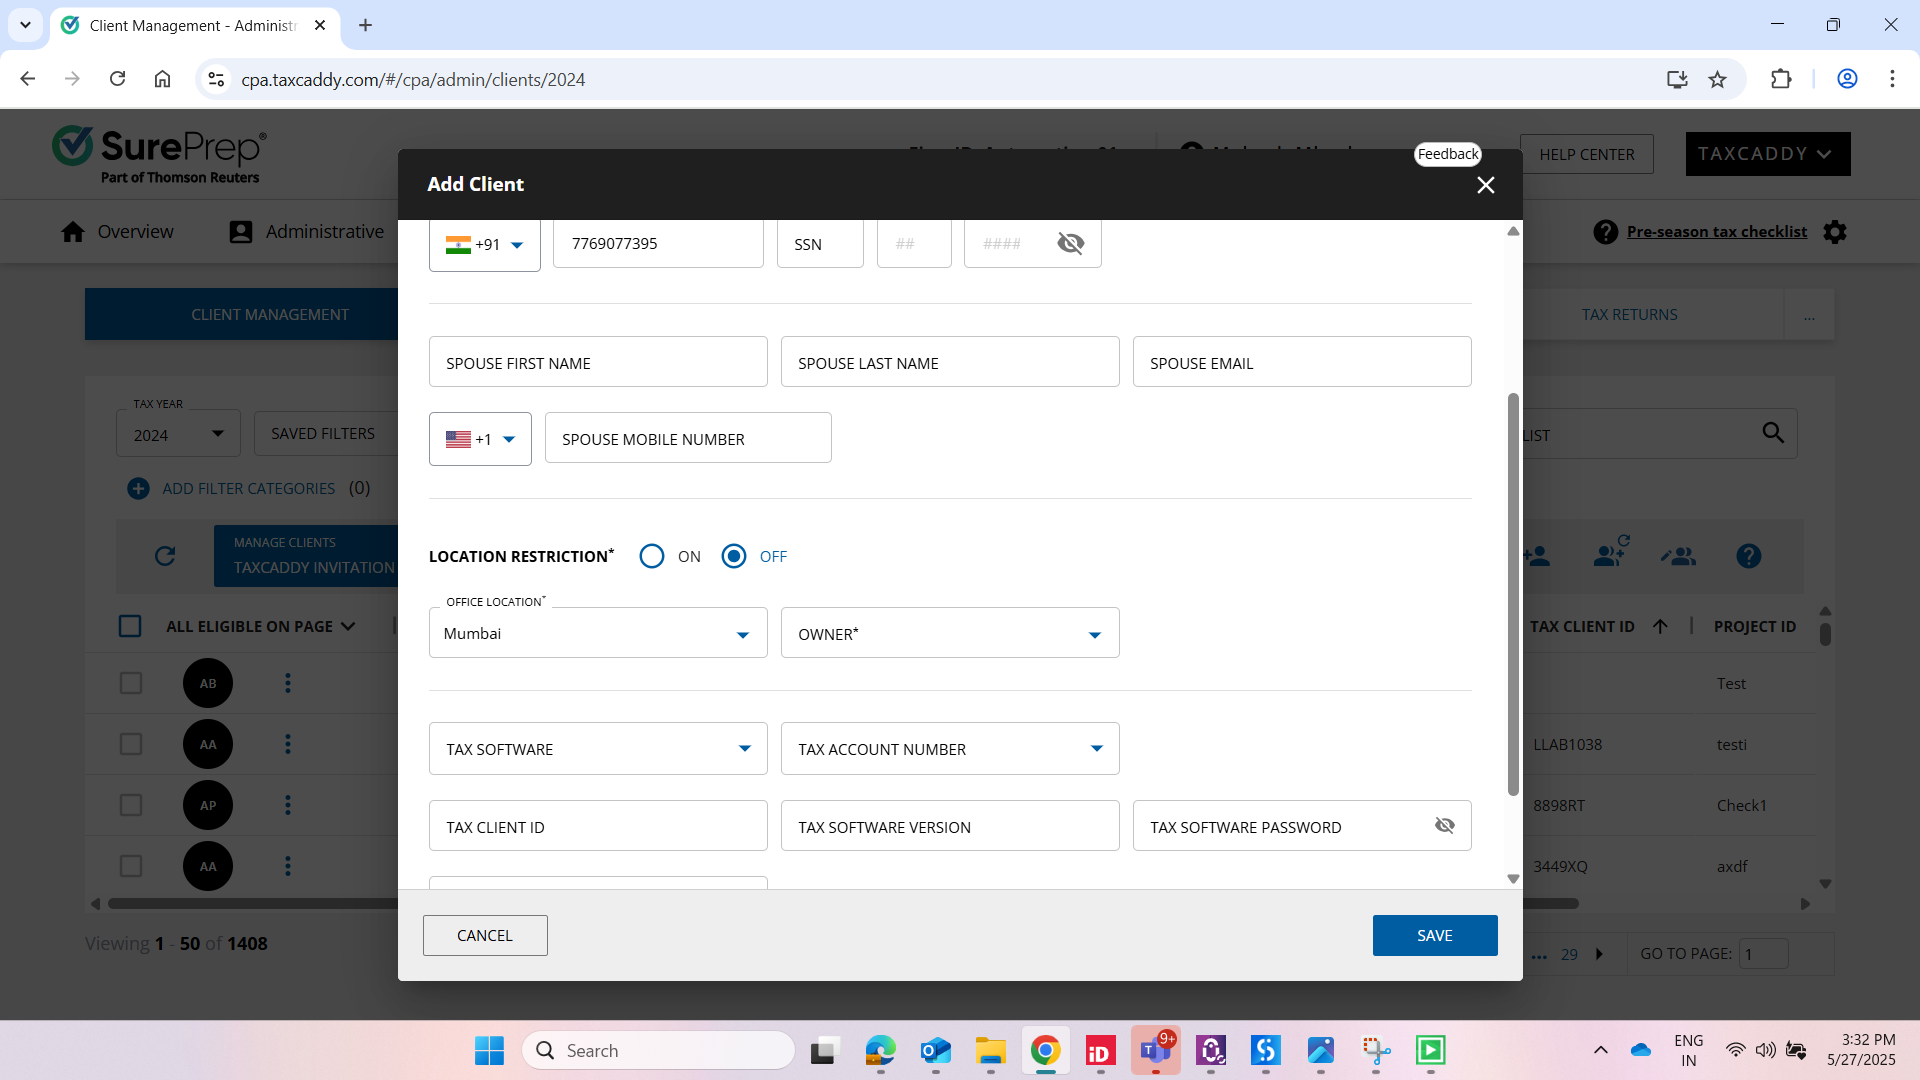 Client Management - Administr
cpa.taxcaddy.com/#/cpa/admin/clients/2024
SurePrep®
Part of Thomson Reuters
Feedback
HELP CENTER
TAXCADDY
Overview
Administrative
Pre-season tax checklist
Add Client
+91
7769077395
SSN
##
####
CLIENT MANAGEMENT
TAX RETURNS
...
SPOUSE FIRST NAME
SPOUSE LAST NAME
SPOUSE EMAIL
TAX YEAR
2024
SAVED FILTERS
LIST
+1
SPOUSE MOBILE NUMBER
ADD FILTER CATEGORIES (0)
MANAGE CLIENTS
TAXCADDY INVITATION
LOCATION RESTRICTION*
ON
OFF
OFFICE LOCATION*
Mumbai
OWNER*
ALL ELIGIBLE ON PAGE
TAX CLIENT ID
PROJECT ID
AB
Test
AA
LLAB1038
testi
TAX SOFTWARE
TAX ACCOUNT NUMBER
AP
8898RT
Check1
TAX CLIENT ID
TAX SOFTWARE VERSION
TAX SOFTWARE PASSWORD
AA
3449XQ
axdf
CANCEL
SAVE
Viewing 1 - 50 of 1408
... 29
GO TO PAGE: 1
Search
iD
9+
ENG
IN
3:32 PM
5/27/2025